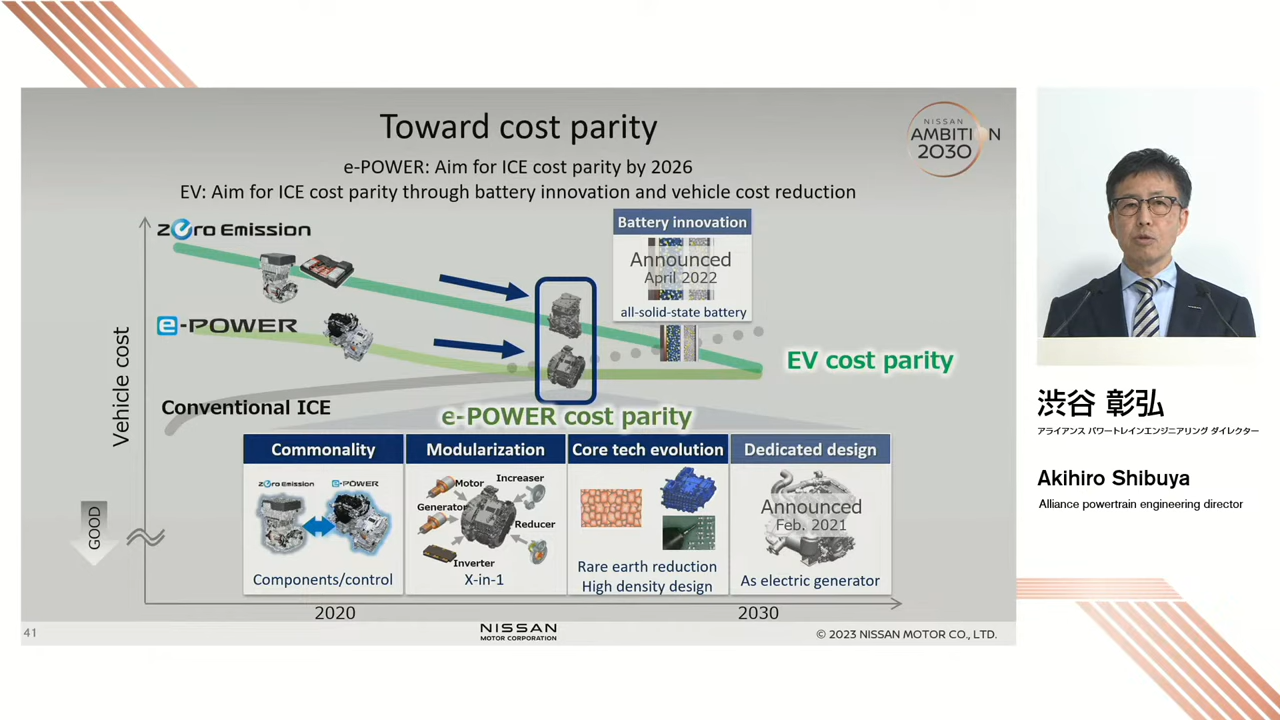 Toward cost parity
NISSAN
AMBITION
2030
e-POWER: Aim for ICE cost parity by 2026
EV: Aim for ICE cost parity through battery innovation and vehicle cost reduction
Zero Emission
Battery innovation
Announced
April 2022
all-solid-state battery
e-POWER
EV cost parity
Vehicle cost
Conventional ICE
e-POWER cost parity
GOOD
Commonality
Zero Emission
e-POWER
Components/control
Modularization
Motor
Increaser
Generator
Reducer
Inverter
X-in-1
Core tech evolution
Rare earth reduction
High density design
Dedicated design
Announced
Feb. 2021
As electric generator
2020
2030
41
NISSAN
MOTOR CORPORATION
© 2023 NISSAN MOTOR CO., LTD.
渋谷 彰弘
アライアンス パワートレインエンジニアリング ダイレクター
Akihiro Shibuya
Alliance powertrain engineering director